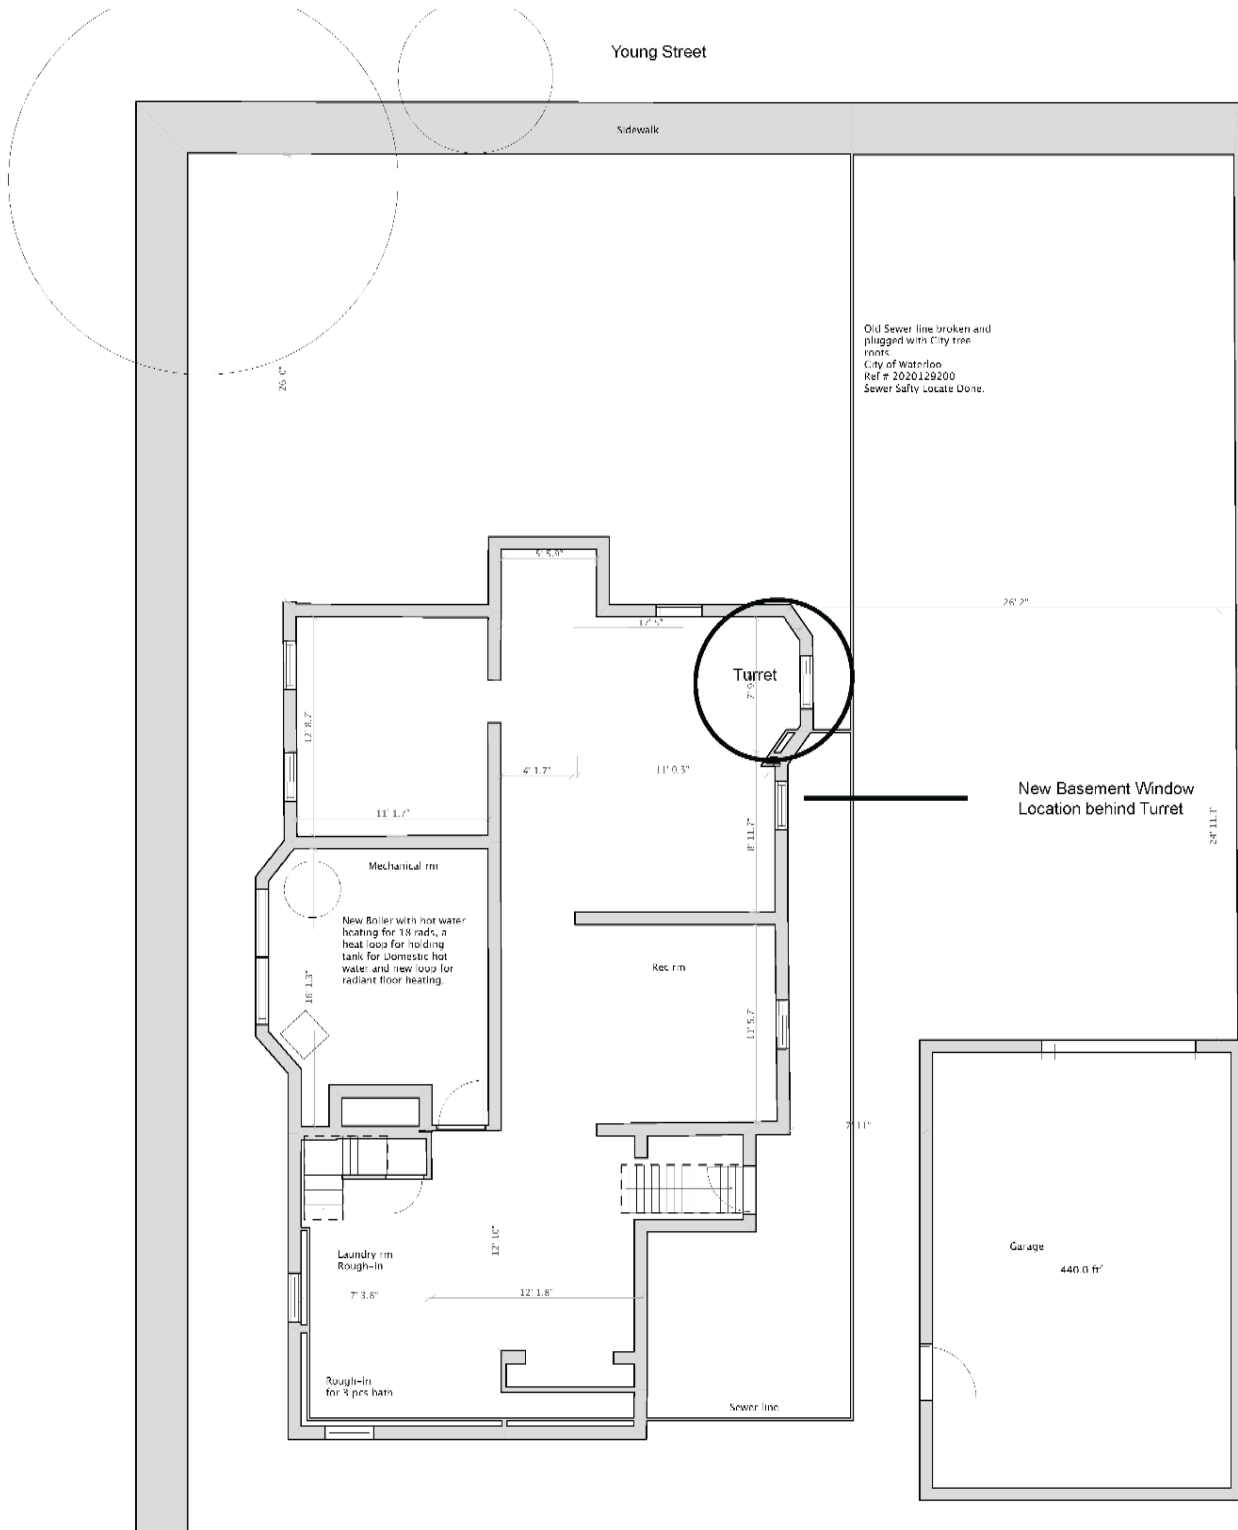 Young Street
Sidewalk
Old Sewer line broken and
plugged with City tree
roots.
City of Waterloo
Ref # 2020129200
Sewer Safty Locate Done.
26' 0"
5' 5.9"
26' 2"
17' 5"
Turret
12' 8.7"
4' 1.7"
11' 0.3"
New Basement Window
Location behind Turret
11' 1.7"
8' 11.7"
24' 11.3"
Mechanical rm
New Boiler with hot water
heating for 18 rads, a
heat loop for holding
tank for Domestic hot
water and new loop for
radiant floor heating.
Rec rm
16' 1.3"
11' 5.7"
7' 11"
12' 10"
Laundry rm
Rough-in
Garage
440.0 ft²
7' 3.8"
12' 1.8"
Rough-in
for 3 pcs bath
Sewer line